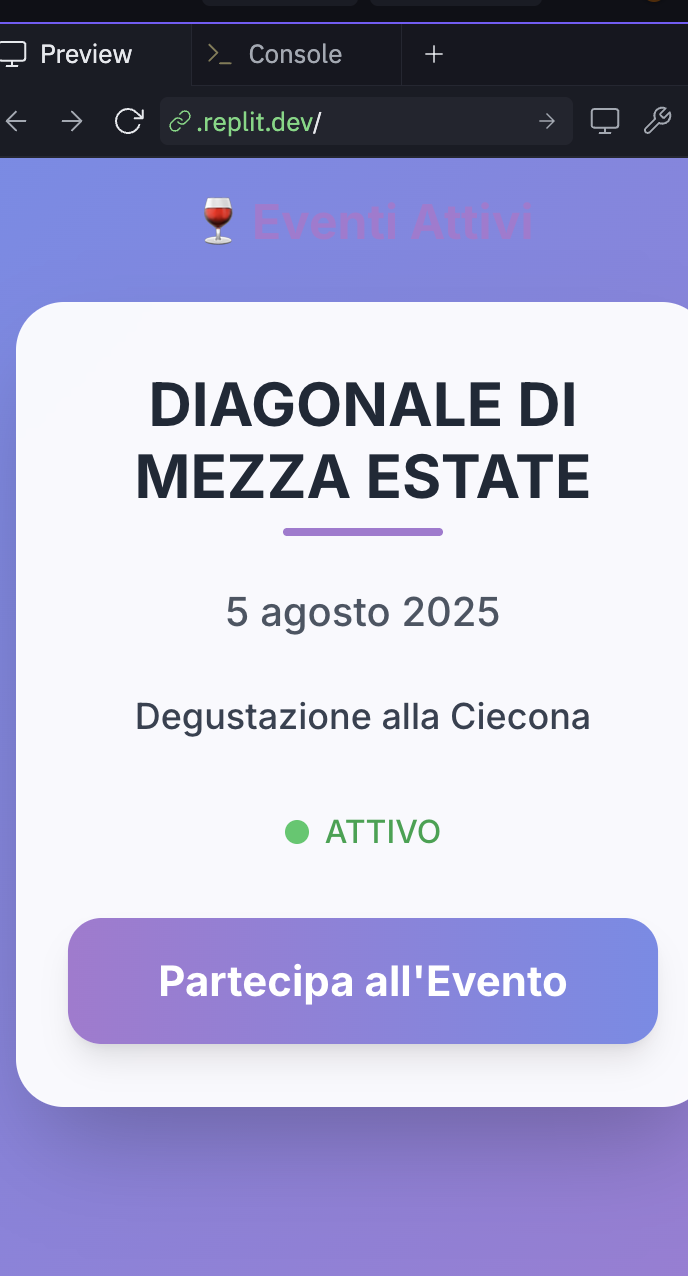 Preview
Console
.replit.dev/
🍷 Eventi Attivi
DIAGONALE DI
MEZZA ESTATE
5 agosto 2025
Degustazione alla Ciecona
ATTIVO
Partecipa all'Evento